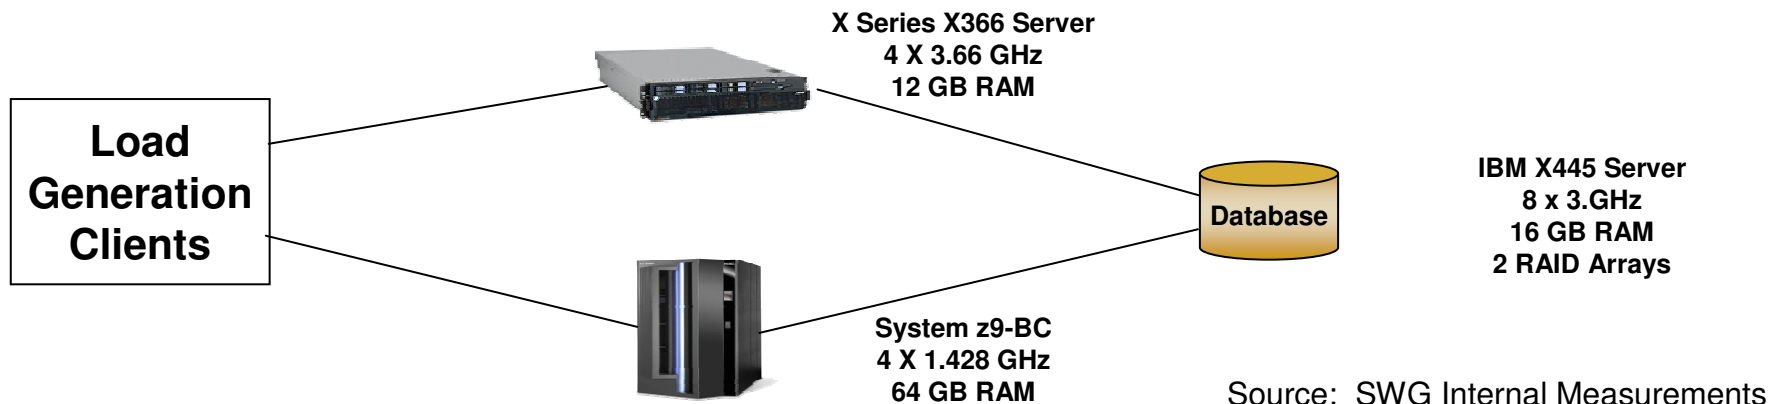 X Series X366 Server
4 X 3.66 GHz
12 GB RAM
Load
Generation
Clients
Database
IBM X445 Server
8 x 3.GHz
16 GB RAM
2 RAID Arrays
System z9-BC
4 X 1.428 GHz
64 GB RAM
Source: SWG Internal Measurements